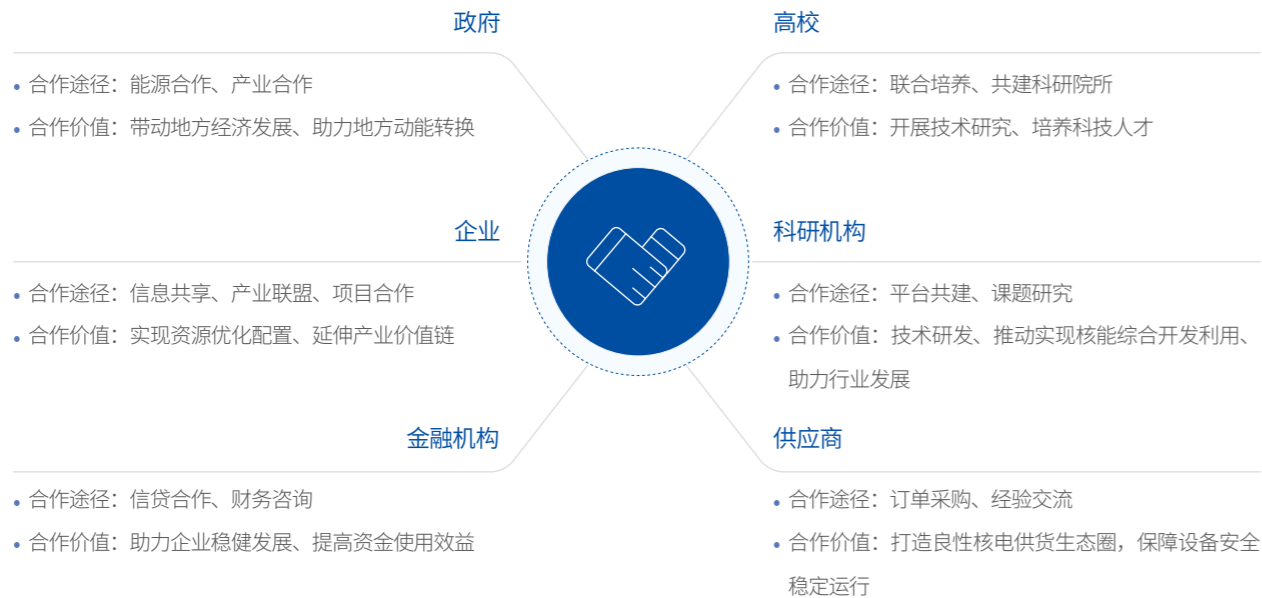 政府
• 合作途径：能源合作、产业合作
• 合作价值：带动地方经济发展、助力地方动能转换
高校
• 合作途径：联合培养、共建科研院所
• 合作价值：开展技术研究、培养科技人才
企业
• 合作途径：信息共享、产业联盟、项目合作
• 合作价值：实现资源优化配置、延伸产业价值链
科研机构
• 合作途径：平台共建、课题研究
• 合作价值：技术研发、推动实现核能综合开发利用、
助力行业发展
金融机构
• 合作途径：信贷合作、财务咨询
• 合作价值：助力企业稳健发展、提高资金使用效益
供应商
• 合作途径：订单采购、经验交流
• 合作价值：打造良性核电供货生态圈，保障设备安全
稳定运行